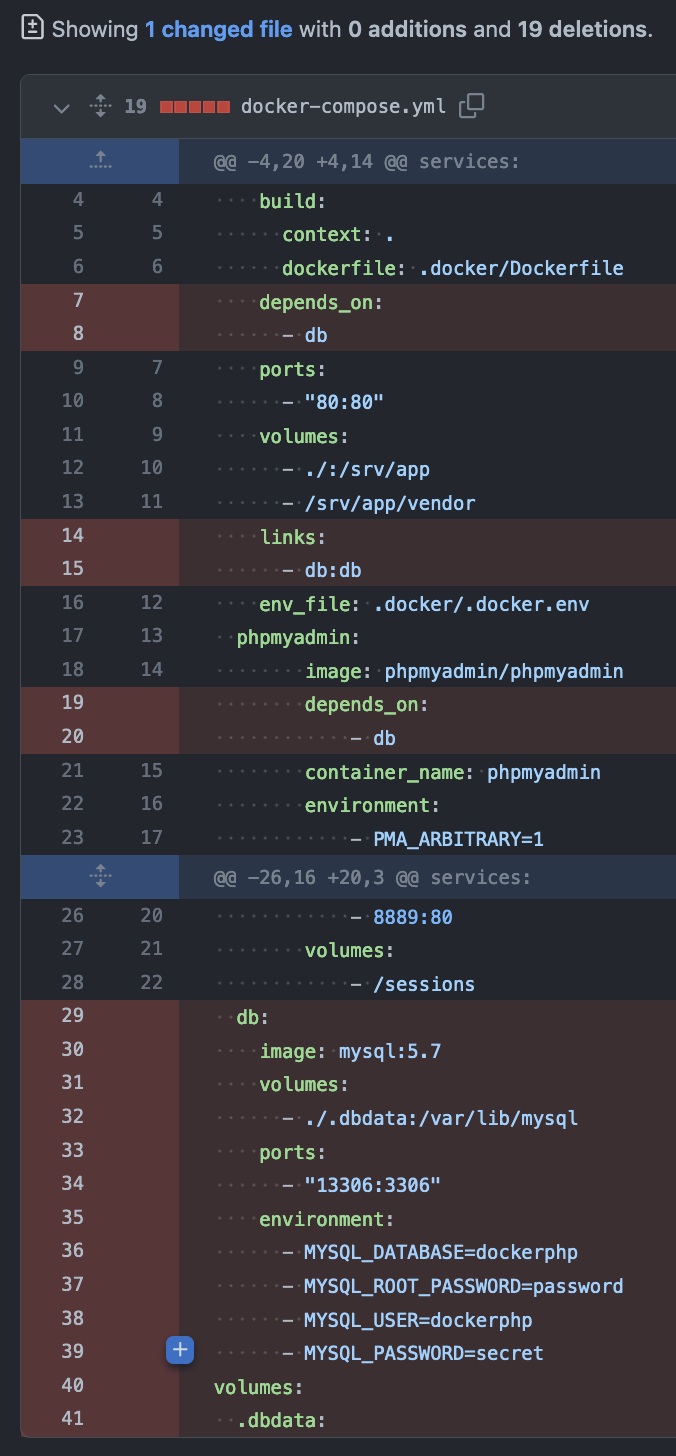 Showing 1 changed file with 0 additions and 19 deletions.
19 docker-compose.yml
@@ -4,20 +4,14 @@ services:
4 4 build:
5 5 context: .
6 6 dockerfile: .docker/Dockerfile
7 depends_on:
8 - db
9 7 ports:
10 8 - "80:80"
11 9 volumes:
12 10 - ./:/srv/app
13 11 - /srv/app/vendor
14 links:
15 - db:db
16 12 env_file: .docker/.docker.env
17 13 phpmyadmin:
18 14 image: phpmyadmin/phpmyadmin
19 depends_on:
20 - db
21 15 container_name: phpmyadmin
22 16 environment:
23 17 - PMA_ARBITRARY=1
@@ -26,16 +20,3 @@ services:
26 20 - 8889:80
27 21 volumes:
28 22 - /sessions
29 db:
30 image: mysql:5.7
31 volumes:
32 - ./.dbdata:/var/lib/mysql
33 ports:
34 - "13306:3306"
35 environment:
36 - MYSQL_DATABASE=dockerphp
37 - MYSQL_ROOT_PASSWORD=password
38 - MYSQL_USER=dockerphp
39 - MYSQL_PASSWORD=secret
40 volumes:
41 .dbdata: